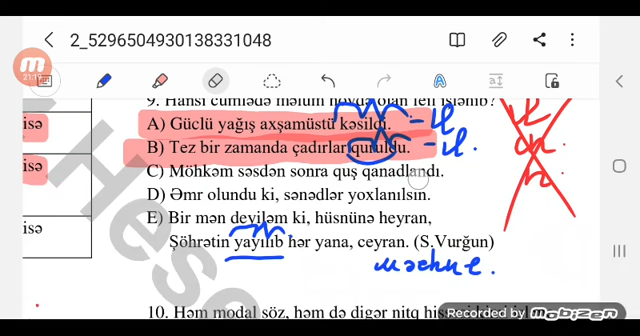 2_5296504930138331048
21:19
9. Hansı cümlədə məlum növdə olan feil işlənib?
isə A) Güclü yağış axşamüstü kəsildi.
B) Tez bir zamanda çadırlar quruldu.
isə C) Möhkəm səsdən sonra quş qanadlandı.
D) Əmr olundu ki, sənədlər yoxlanılsın.
isə E) Bir mən deyiləm ki, hüsnünə heyran,
Şöhrətin yayılıb hər yana, ceyran. (S.Vurğun)
10. Həm modal söz, həm də digər nitq
Recorded by
mobizen